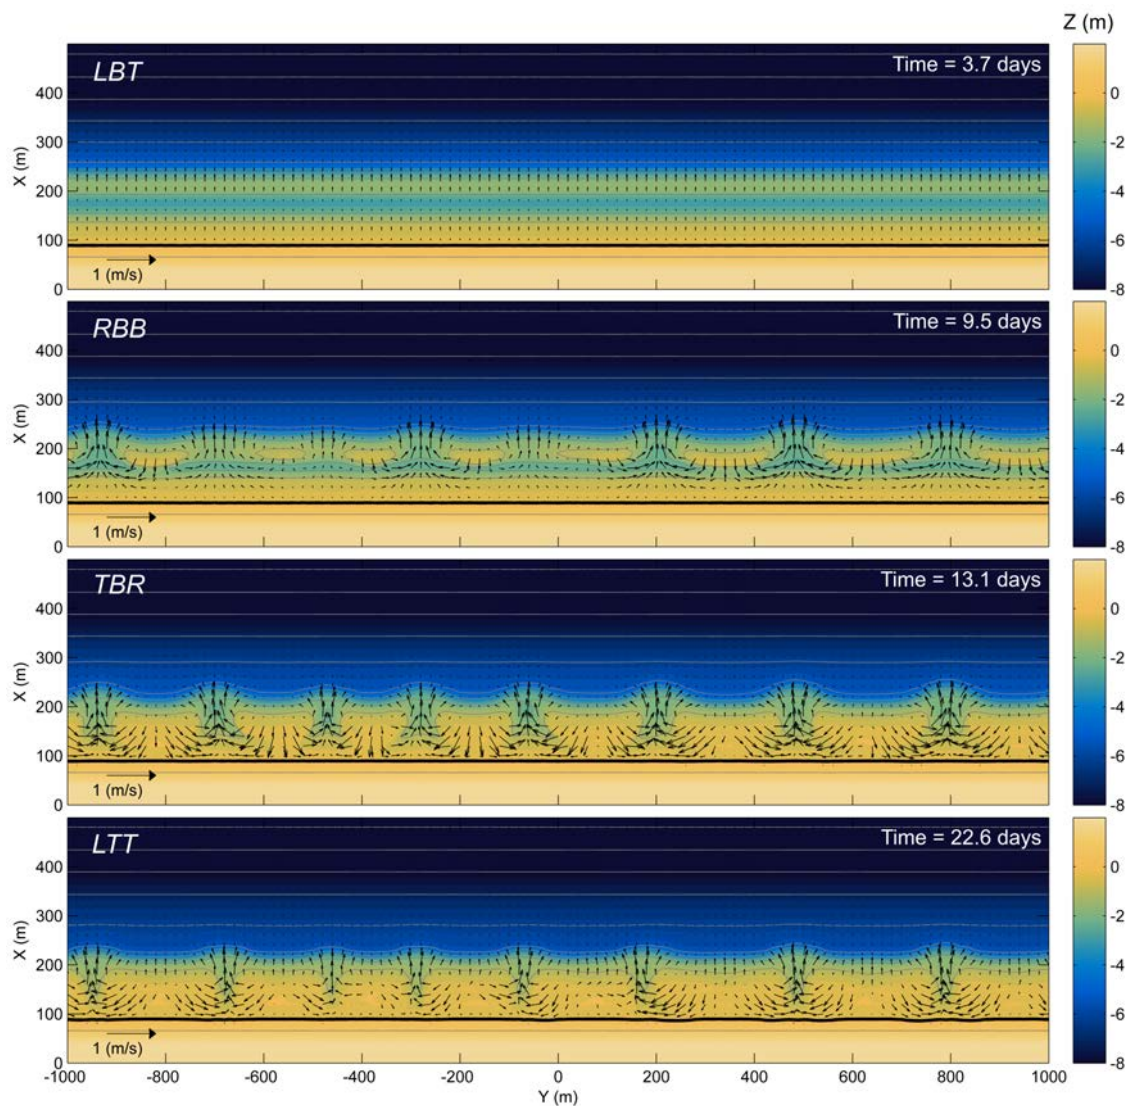 Z (m)
LBT
Time = 3.7 days
400
300
200
100
0
X (m)
1 (m/s)
0
-2
-4
-6
-8
RBB
Time = 9.5 days
400
300
200
100
0
X (m)
1 (m/s)
0
-2
-4
-6
-8
TBR
Time = 13.1 days
400
300
200
100
0
X (m)
1 (m/s)
0
-2
-4
-6
-8
LTT
Time = 22.6 days
400
300
200
100
0
X (m)
1 (m/s)
0
-2
-4
-6
-8
-1000 -800 -600 -400 -200 0 200 400 600 800 1000
Y (m)